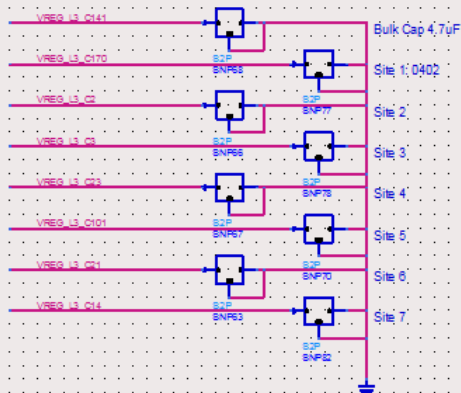 VREG_L3_C141
Bulk Cap 4.7uF
S2P
SNP68
VREG_L3_C170
Site 1: 0402
S2P
SNP77
VREG_L3_C2
Site 2
S2P
SNP66
VREG_L3_C3
Site 3
S2P
SNP78
VREG_L3_C23
Site 4
S2P
SNP67
VREG_L3_C101
Site 5
S2P
SNP70
VREG_L3_C21
Site 6
S2P
SNP63
VREG_L3_C14
Site 7
S2P
SNP82